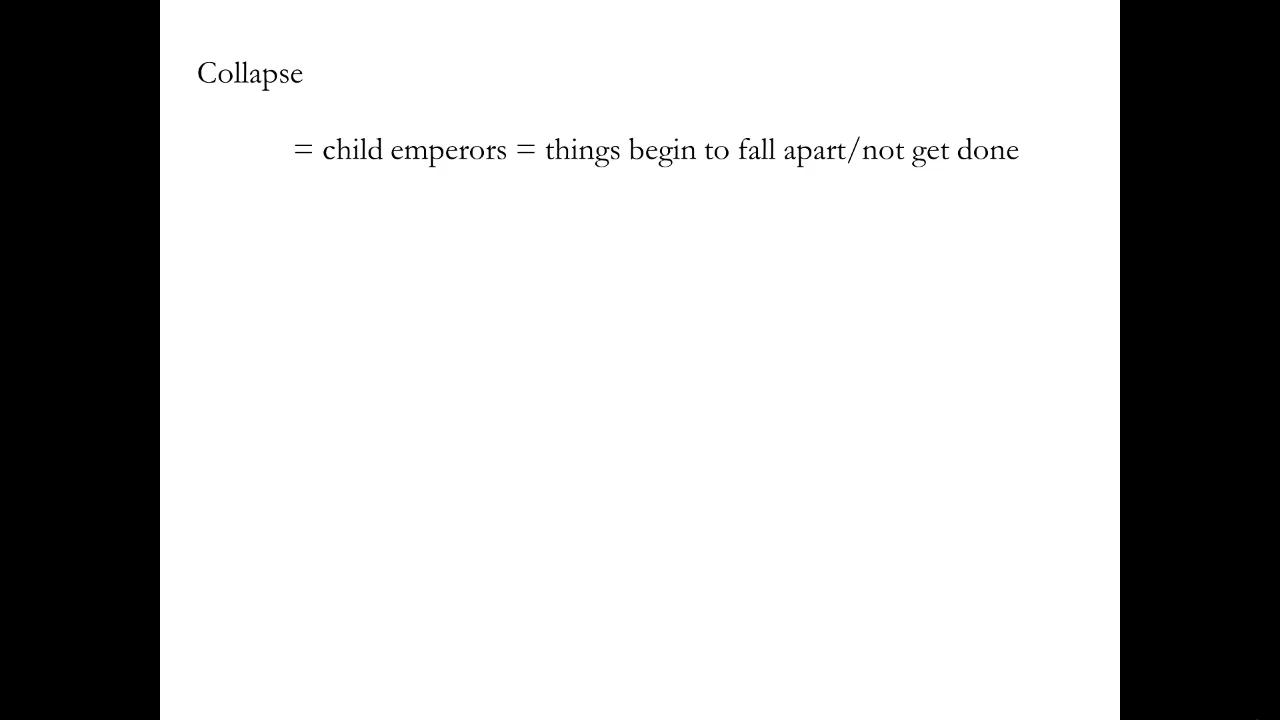 Collapse
= child emperors = things begin to fall apart/not get done